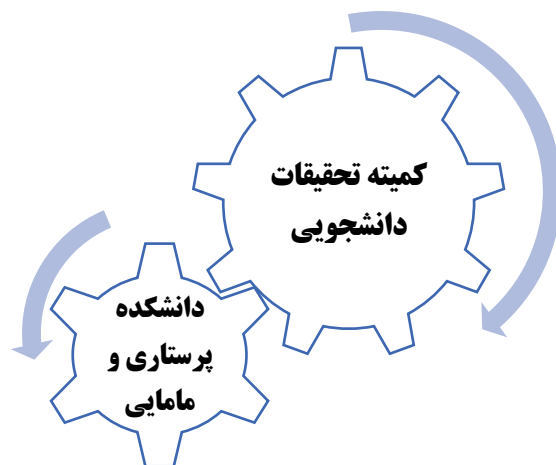 کمیته تحقیقات
دانشجویی
دانشکده
پرستاری و
مامایی